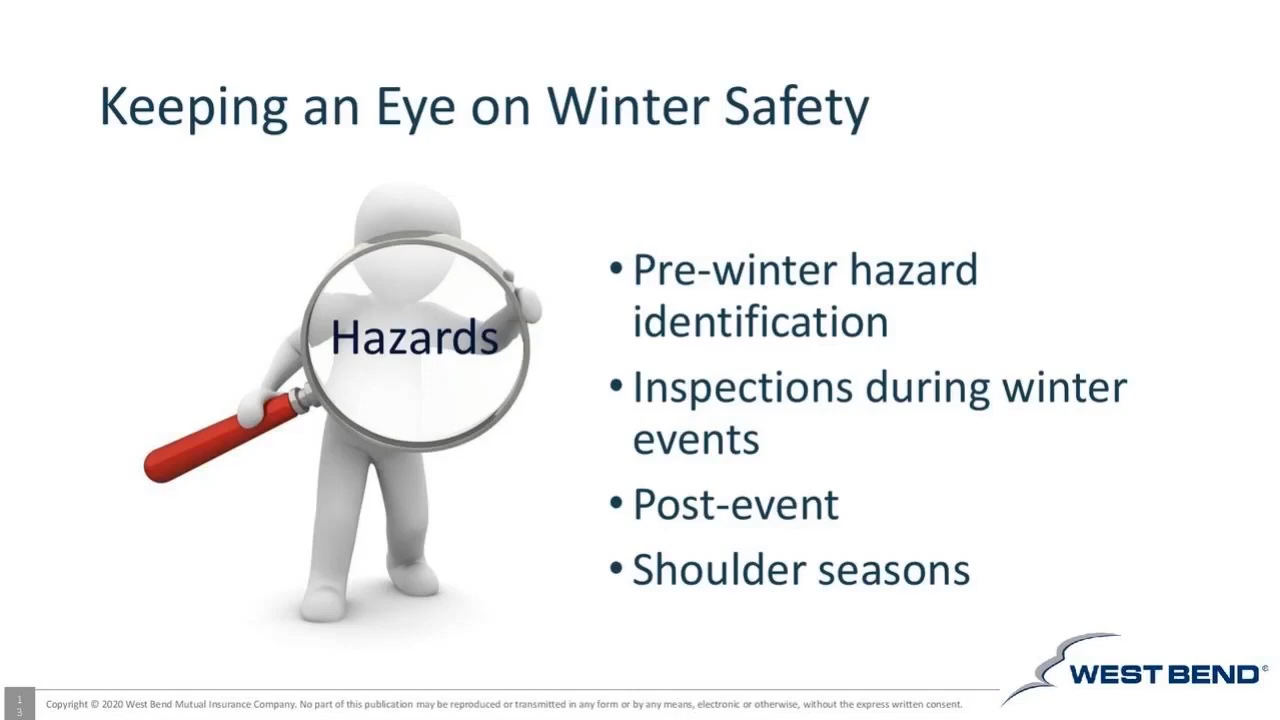 Keeping an Eye on Winter Safety
Hazards
• Pre-winter hazard
identification
• Inspections during winter
events
• Post-event
• Shoulder seasons
WEST BEND®
1
3
Copyright © 2020 West Bend Mutual Insurance Company. No part of this publication may be reproduced or transmitted in any form or by any means, electronic or otherwise, without the express written consent.